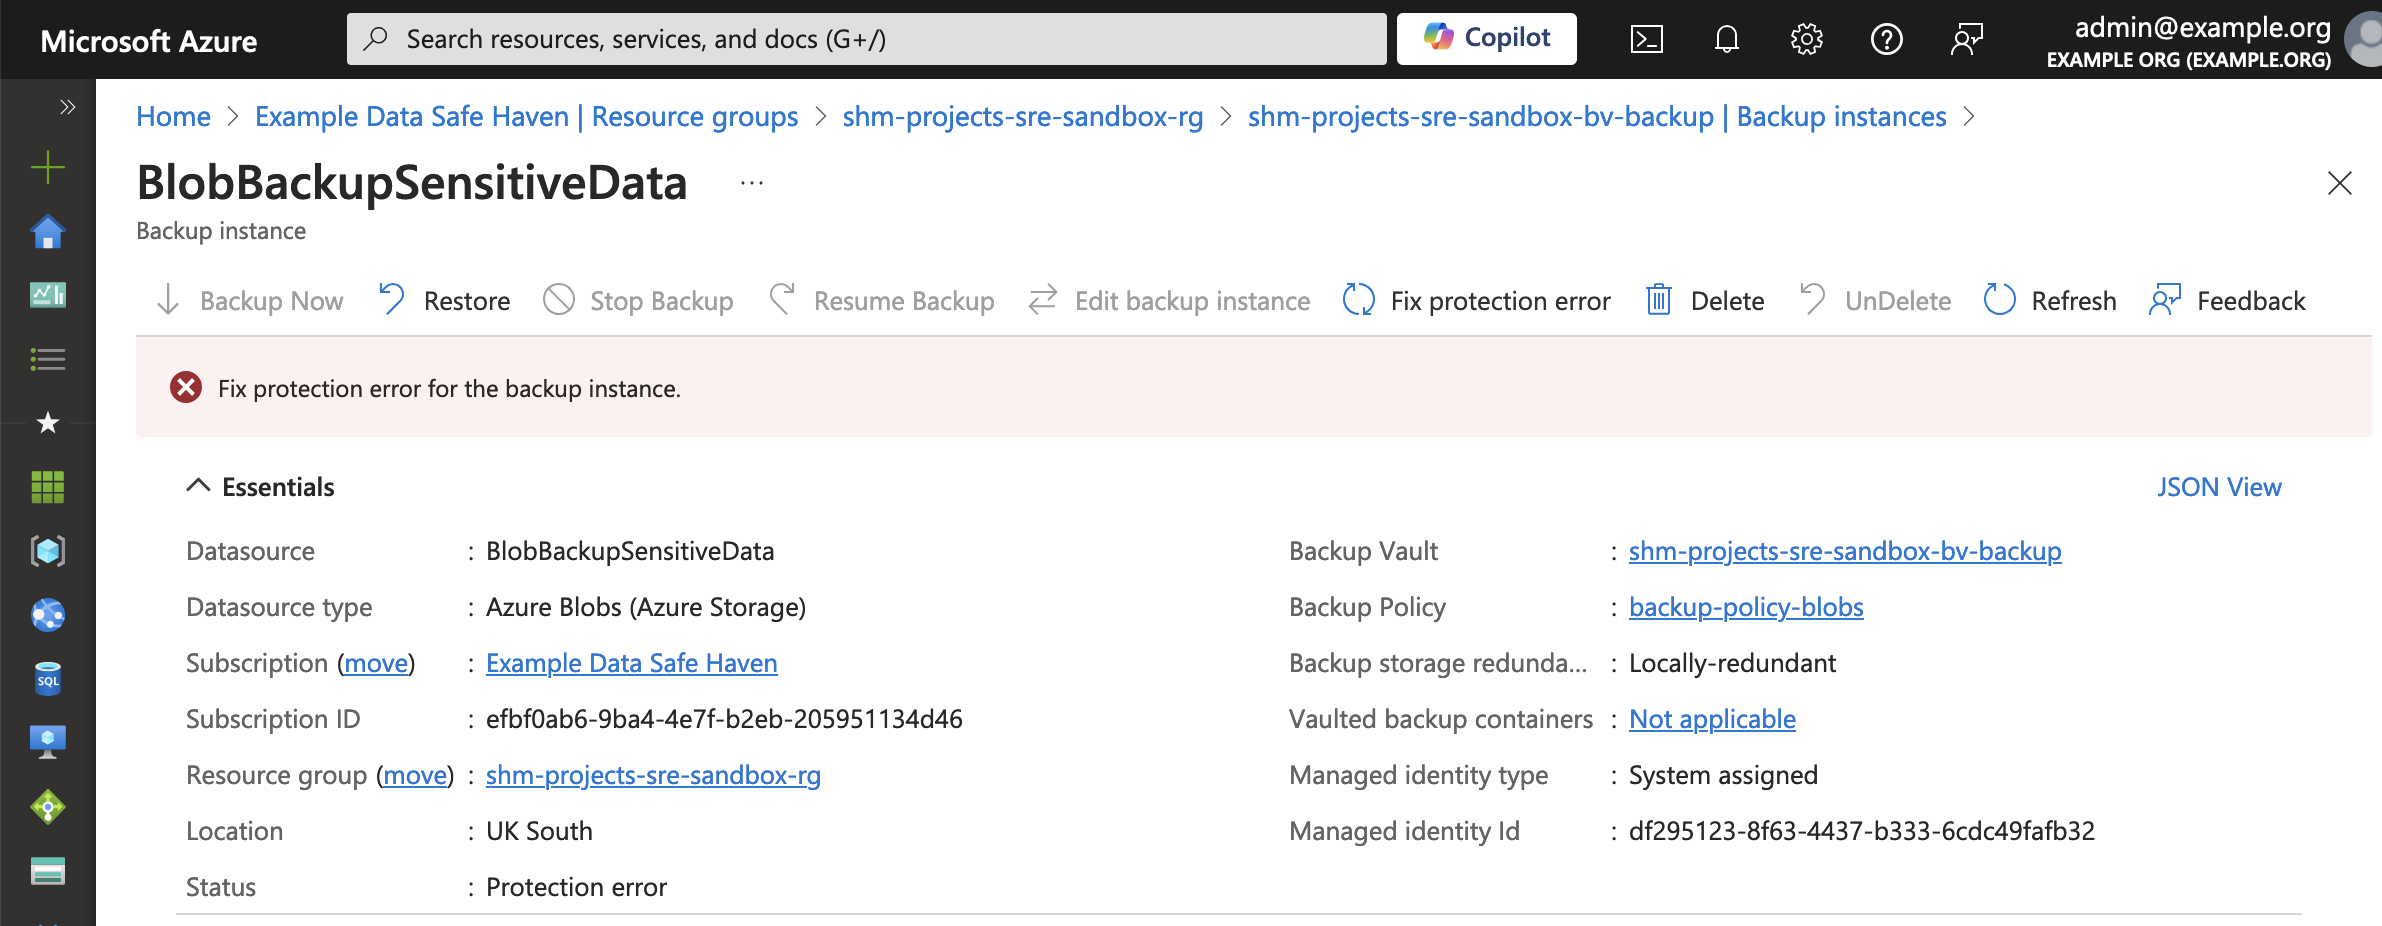 Microsoft Azure
Search resources, services, and docs (G+/)
Copilot
admin@example.org
EXAMPLE ORG (EXAMPLE.ORG)
Home > Example Data Safe Haven | Resource groups > shm-projects-sre-sandbox-rg > shm-projects-sre-sandbox-bv-backup | Backup instances >
BlobBackupSensitiveData ...
Backup instance
Backup Now Restore Stop Backup Resume Backup Edit backup instance Fix protection error Delete UnDelete Refresh Feedback
Fix protection error for the backup instance.
Essentials
JSON View
Datasource : BlobBackupSensitiveData
Datasource type : Azure Blobs (Azure Storage)
Subscription (move) : Example Data Safe Haven
Subscription ID : efbf0ab6-9ba4-4e7f-b2eb-205951134d46
Resource group (move) : shm-projects-sre-sandbox-rg
Location : UK South
Status : Protection error
Backup Vault : shm-projects-sre-sandbox-bv-backup
Backup Policy : backup-policy-blobs
Backup storage redunda... : Locally-redundant
Vaulted backup containers : Not applicable
Managed identity type : System assigned
Managed identity Id : df295123-8f63-4437-b333-6cdc49fafb32
SQL